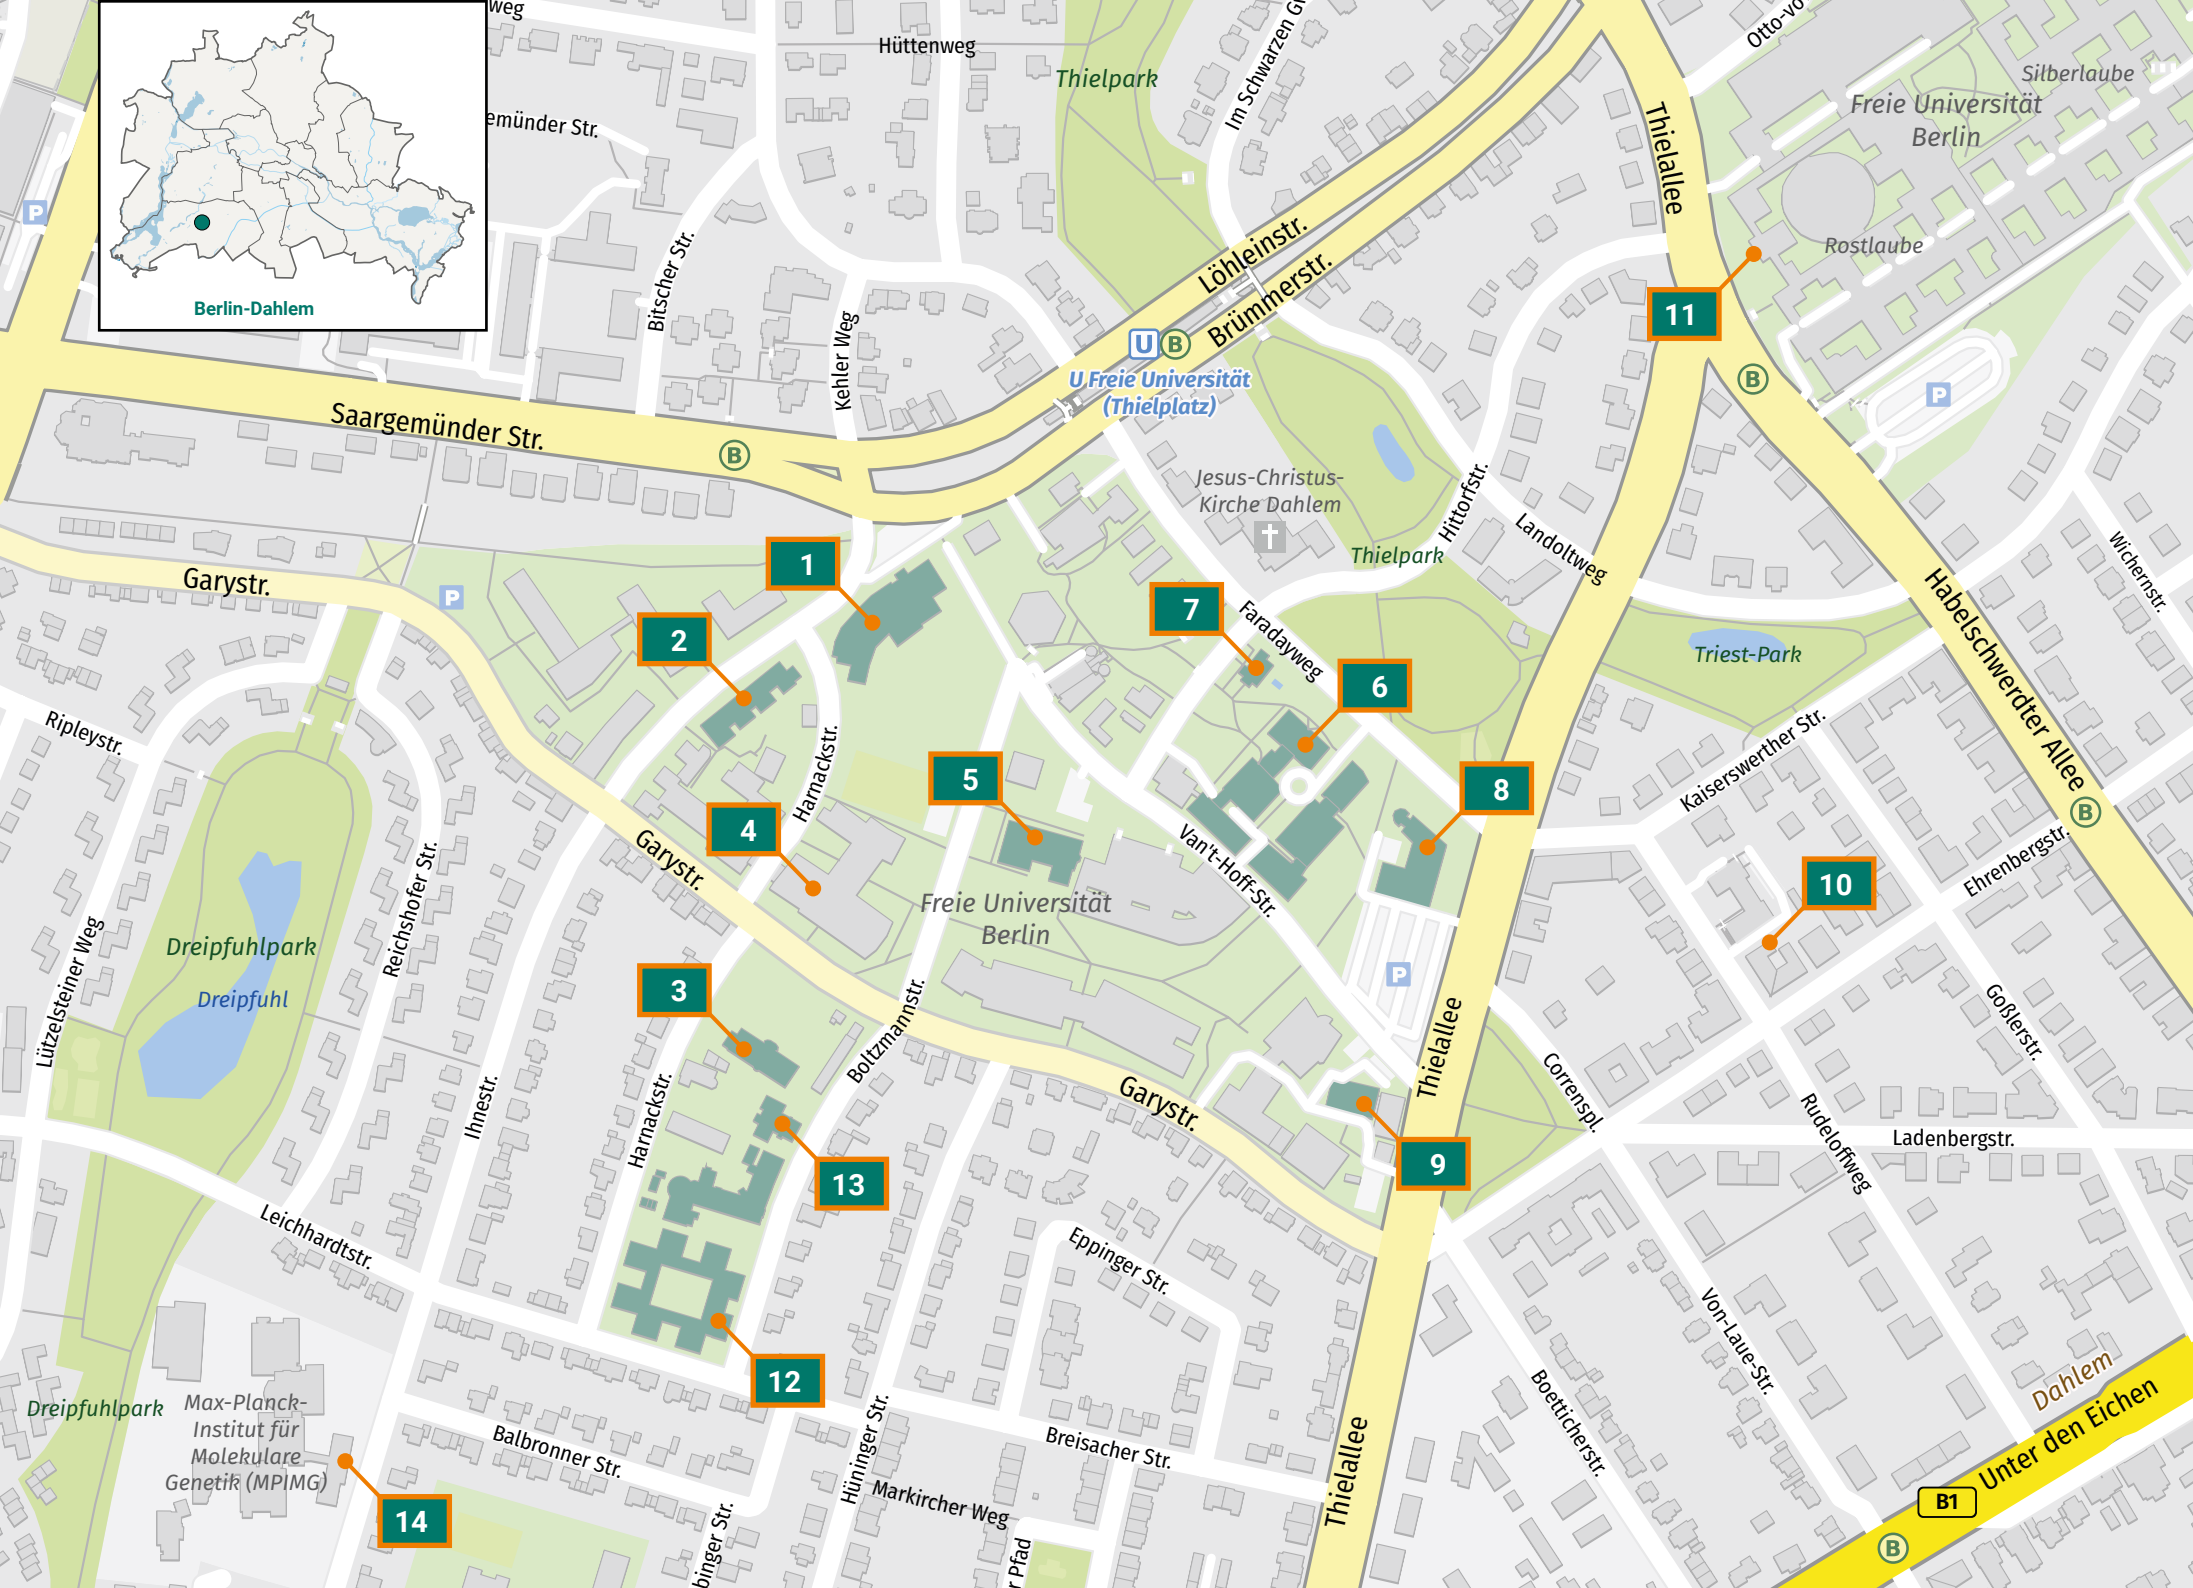 weg
Hüttenweg
Thielpark
Im Schwarzen G
Otto-vo
Silberlaube
Freie Universität
Berlin
emünder Str.
Thielallee
P
Berlin-Dahlem
Bitscher Str.
Kehler Weg
Löhleinstr.
Brümmerstr.
Rostlaube
11
U
B
U Freie Universität
(Thielplatz)
B
P
Saargemünder Str.
B
Jesus-Christus-
Kirche Dahlem
Hittorfstr.
Thielpark
Landoltweg
Wichernstr.
Garystr.
P
1
2
7
Faradayweg
6
Triest-Park
Habelschwerdter Allee
Ripleystr.
Harnackstr.
5
4
8
Kaiserswerther Str.
B
Garystr.
Van't-Hoff-Str.
Ehrenbergstr.
10
Reichshofer Str.
Lützelsteiner Weg
Dreipfuhlpark
Dreipfuhl
Freie Universität
Berlin
P
3
Boltzmannstr.
Thielallee
Goßlerstr.
Ihnestr.
Harnackstr.
Garystr.
Correnspl.
Rudeloffweg
Ladenbergstr.
9
13
Leichhardtstr.
Eppinger Str.
Von-Laue-Str.
12
Dreipfuhlpark
Max-Planck-
Institut für
Molekulare
Genetik (MPIMG)
Balbronner Str.
Hüninger Str.
Breisacher Str.
Markircher Weg
Thielallee
Boetticherstr.
Dahlem
Unter den Eichen
B1
B
14
binger Str.
r Pfad